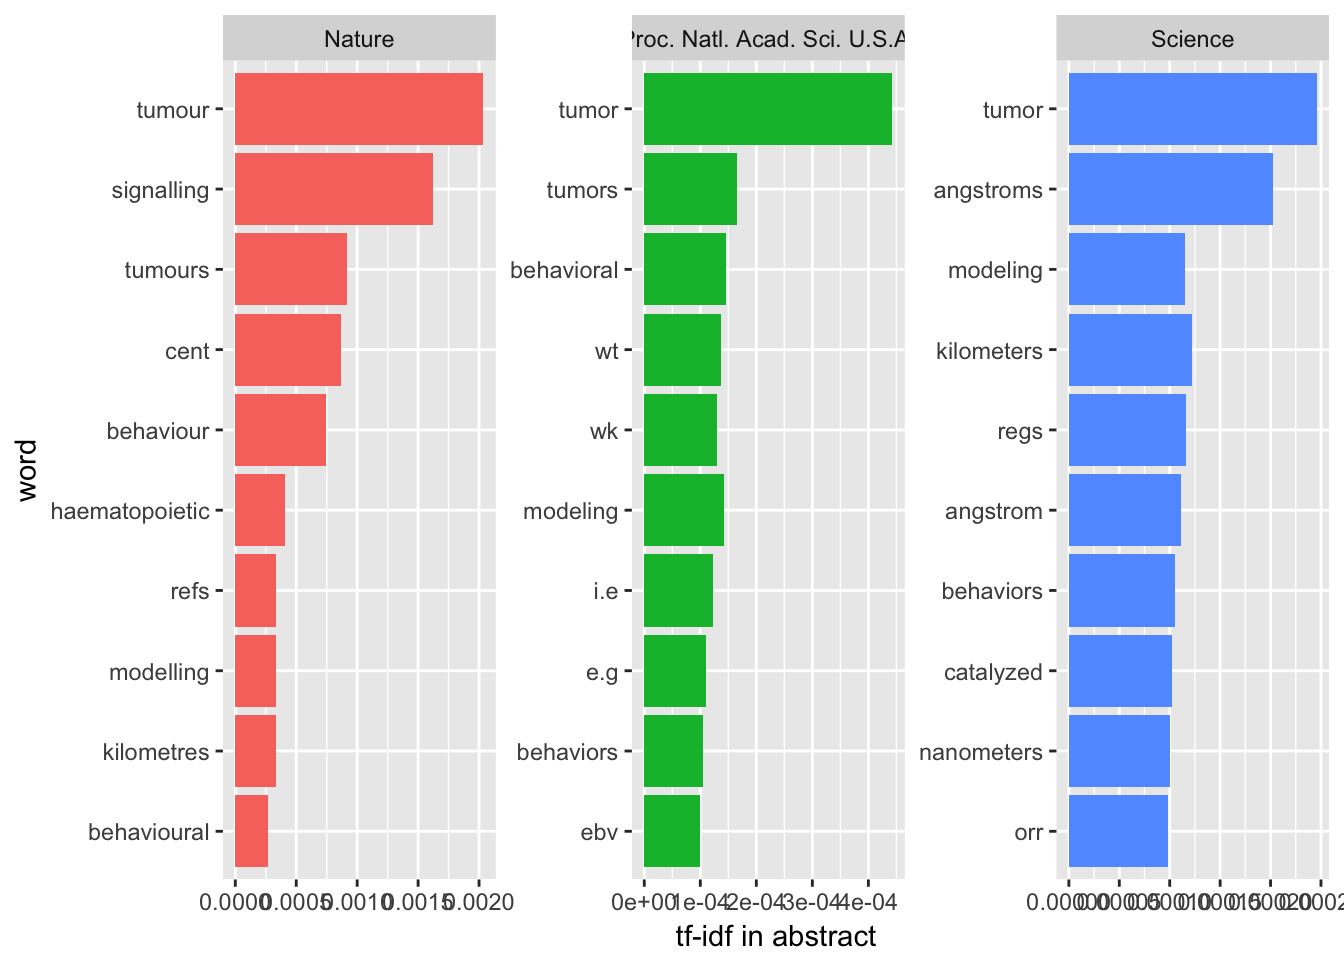 Nature
Proc. Natl. Acad. Sci. U.S.A
Science
word
tumour
signalling
tumours
cent
behaviour
haematopoietic
refs
modelling
kilometres
behavioural
tumor
tumors
behavioral
wt
wk
modeling
i.e
e.g
behaviors
ebv
tumor
angstroms
modeling
kilometers
regs
angstrom
behaviors
catalyzed
nanometers
orr
0.0000 0.0005 0.0010 0.0015 0.0020
0e+00 1e-04 2e-04 3e-04 4e-04
tf-idf in abstract